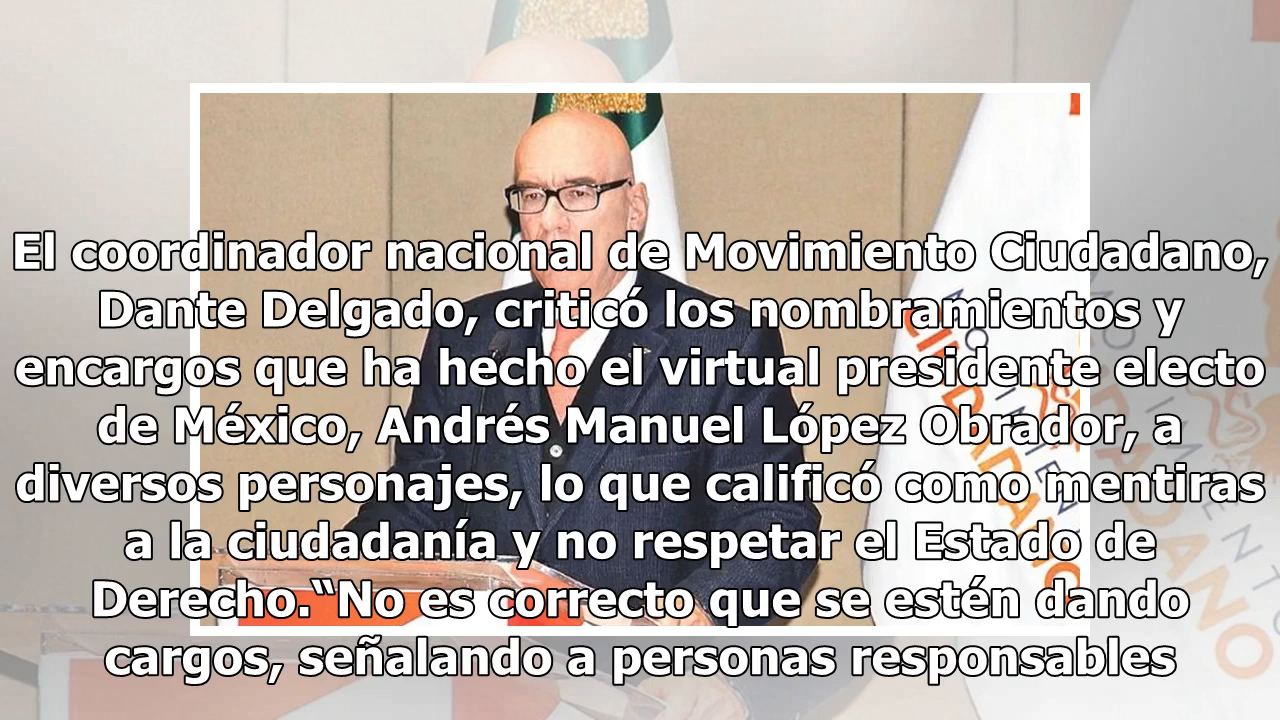 El coordinador nacional de Movimiento Ciudadano,
Dante Delgado, criticó los nombramientos y
encargos que ha hecho el virtual presidente electo
de México, Andrés Manuel López Obrador, a
diversos personajes, lo que calificó como mentiras
a la ciudadanía y no respetar el Estado de
Derecho.“No es correcto que se estén dando
cargos, señalando a personas responsables